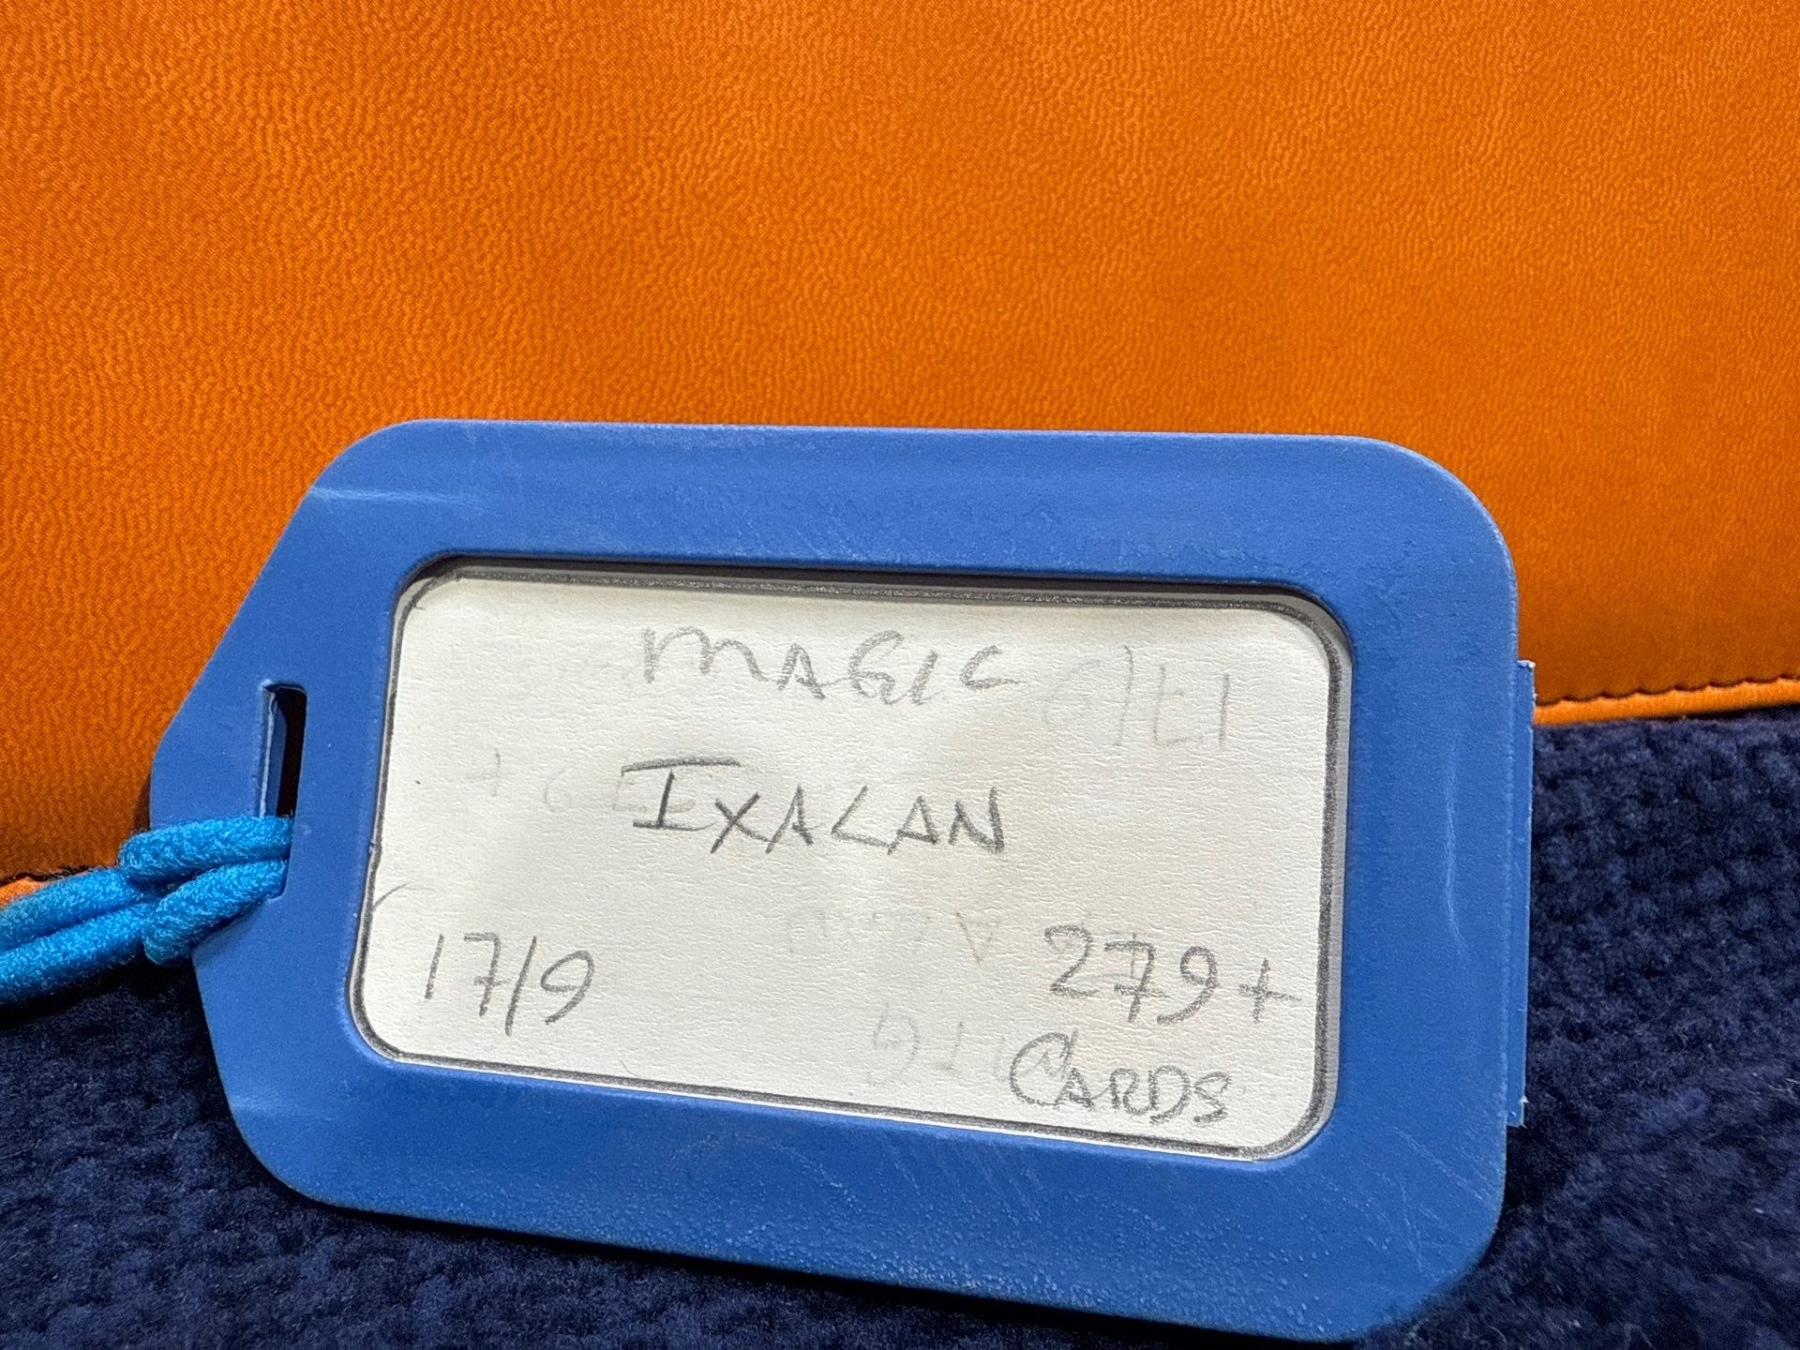 MAGIC
IXALAN
17/9
279+
CARDS